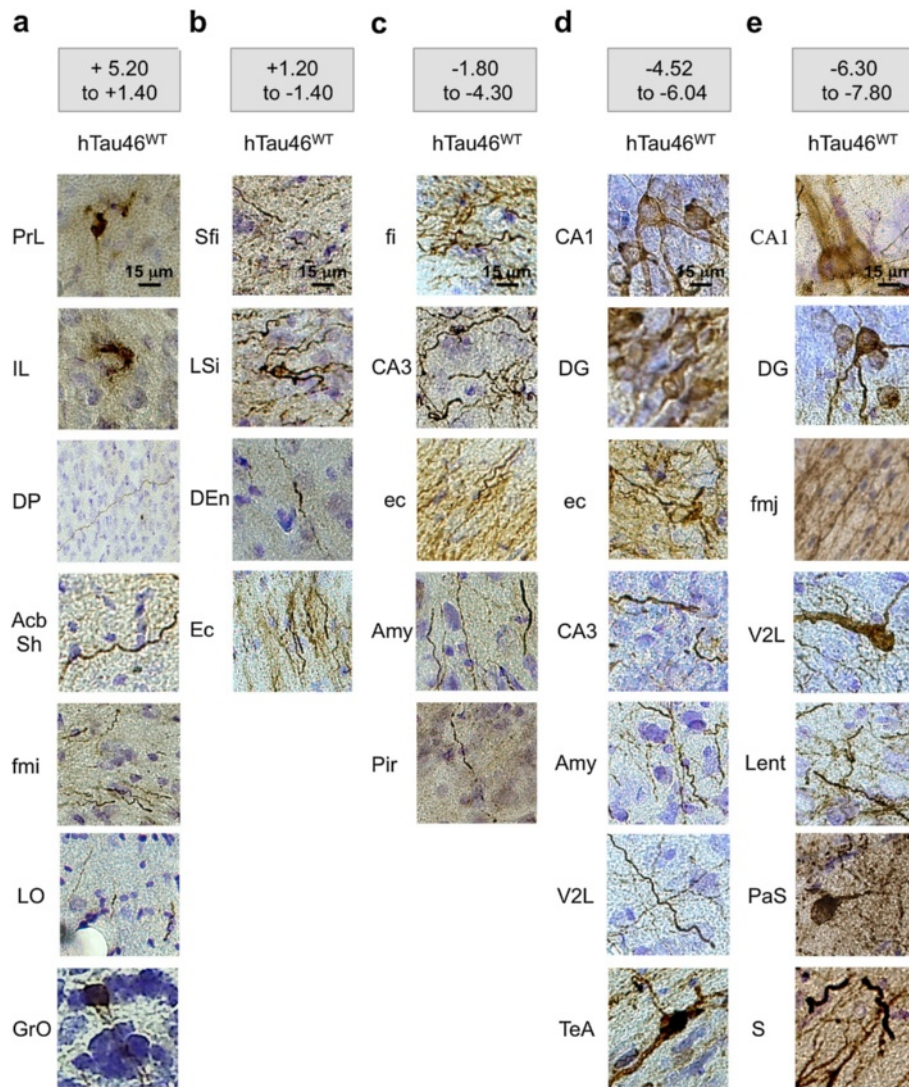 a
+ 5.20
to +1.40
hTau46WT
PrL
15 µm
IL
DP
Acb
Sh
fmi
LO
GrO
b
+1.20
to -1.40
hTau46WT
Sfi
15 µm
LSi
DEn
Ec
c
-1.80
to -4.30
hTau46WT
fi
15 µm
CA3
ec
Amy
Pir
d
-4.52
to -6.04
hTau46WT
CA1
15 µm
DG
ec
CA3
Amy
V2L
TeA
e
-6.30
to -7.80
hTau46WT
CA1
15 µm
DG
fmj
V2L
Lent
PaS
S